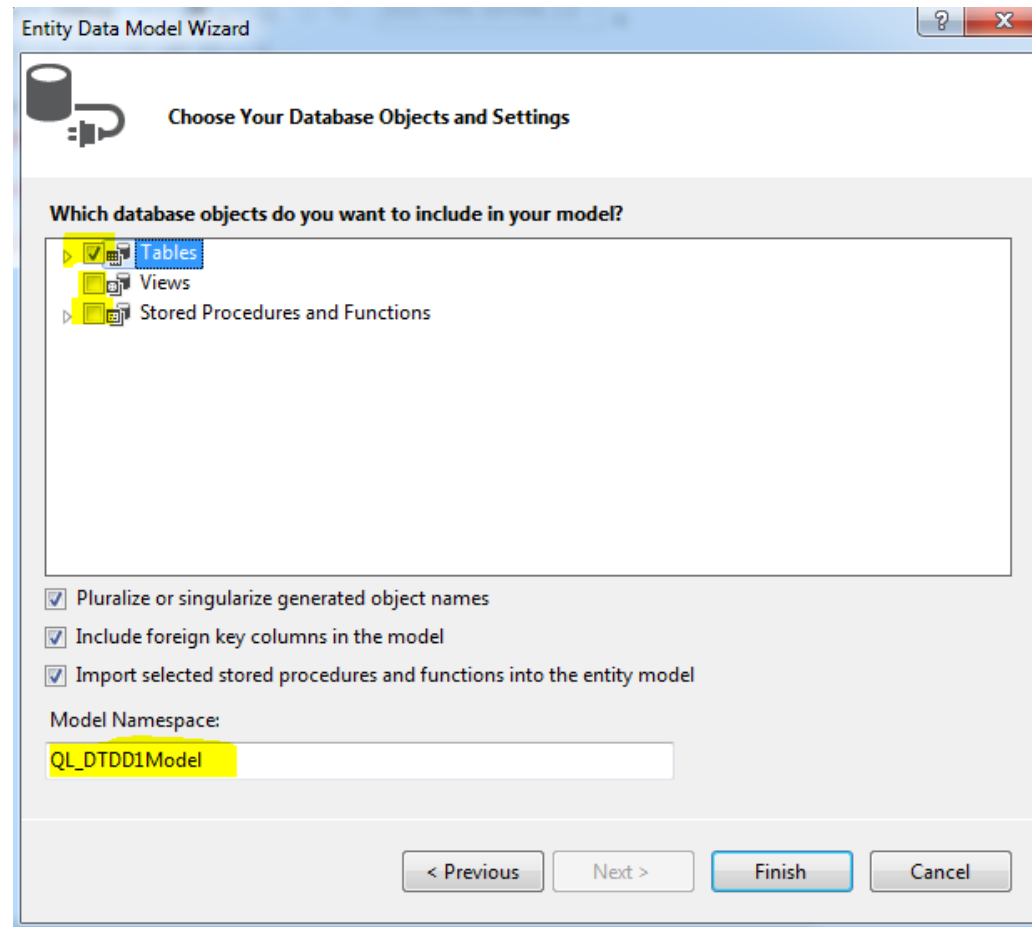 Entity Data Model Wizard
?
Choose Your Database Objects and Settings
Which database objects do you want to include in your model?
Tables
Views
Stored Procedures and Functions
Pluralize or singularize generated object names
Include foreign key columns in the model
Import selected stored procedures and functions into the entity model
Model Namespace:
QL_DTDD1Model
< Previous Next > Finish Cancel